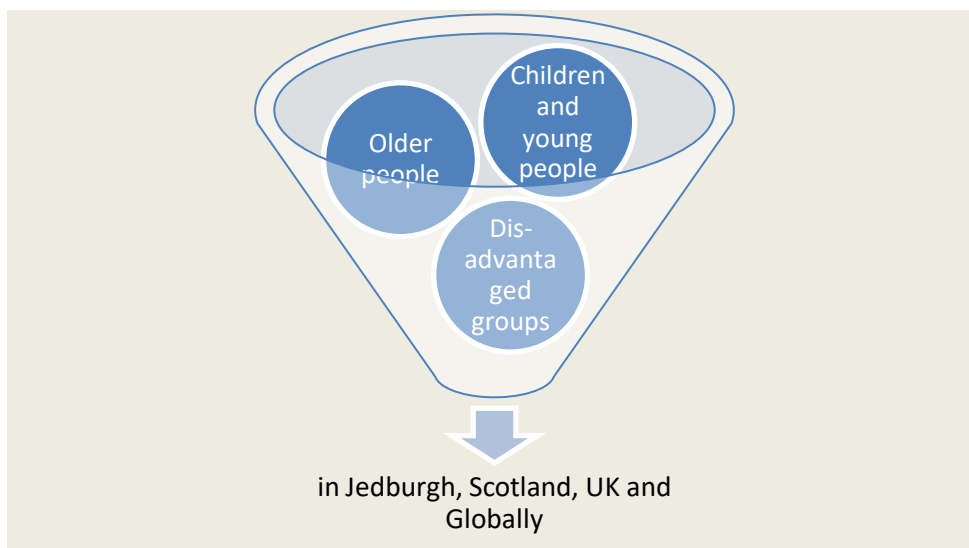 Children
and
young
people
Older
people
Dis-
advanta
ged
groups
in Jedburgh, Scotland, UK and
Globally